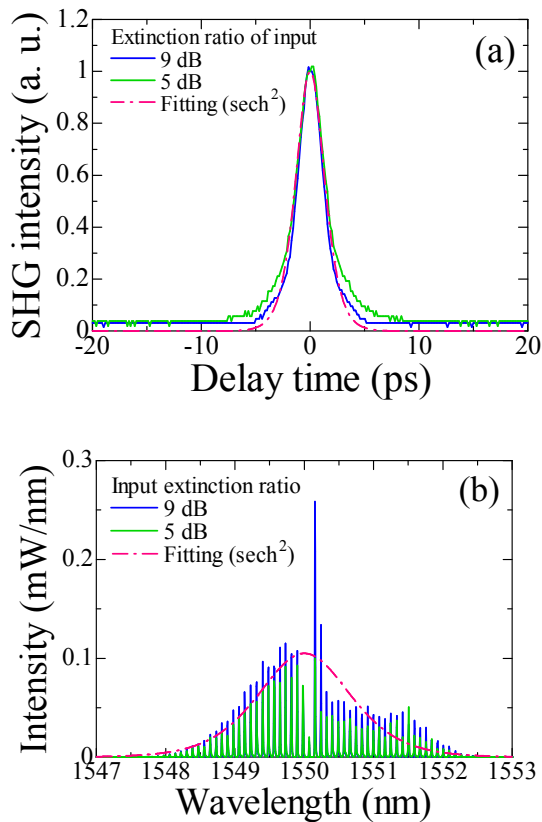 Extinction ratio of input
(a)
9 dB
5 dB
Fitting (sech²)
SHG intensity (a. u.)
1.2
1
0.8
0.6
0.4
0.2
0
-20 -10 0 10 20
Delay time (ps)
Input extinction ratio
(b)
9 dB
5 dB
Fitting (sech²)
Intensity (mW/nm)
0.3
0.2
0.1
0
1547 1548 1549 1550 1551 1552 1553
Wavelength (nm)